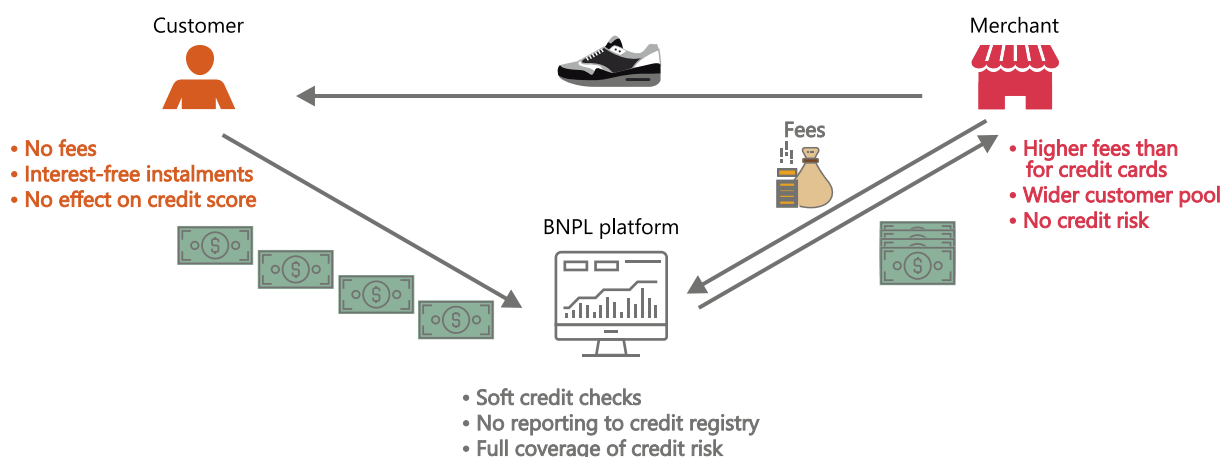 Customer
Merchant
Fees
• No fees
• Interest-free instalments
• No effect on credit score
• Higher fees than
for credit cards
• Wider customer pool
• No credit risk
BNPL platform
• Soft credit checks
• No reporting to credit registry
• Full coverage of credit risk